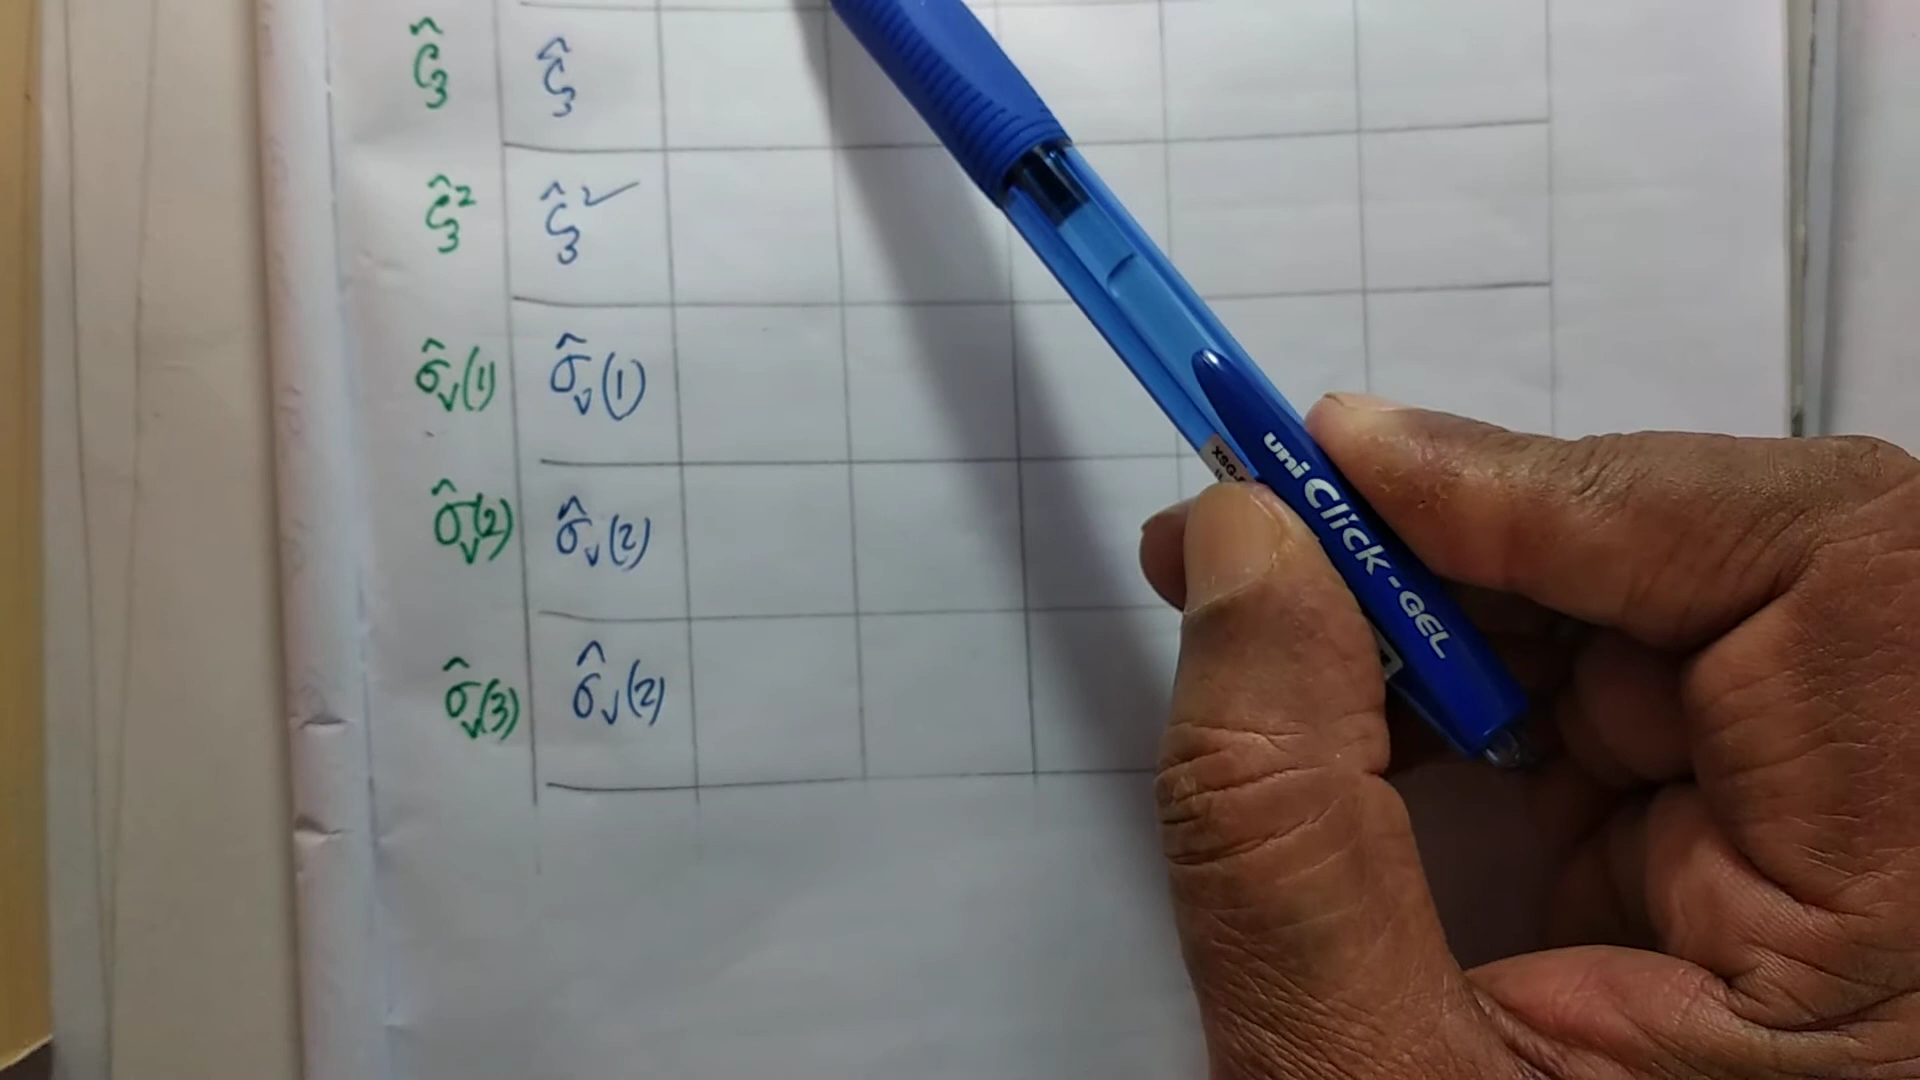 Ĉ₃ Ĉ₃
Ĉ₃² Ĉ₃²
σ̂ᵥ(1) σ̂ᵥ(1)
σ̂ᵥ(2) σ̂ᵥ(2)
σ̂ᵥ(3) σ̂ᵥ(2)
uni Click-GEL